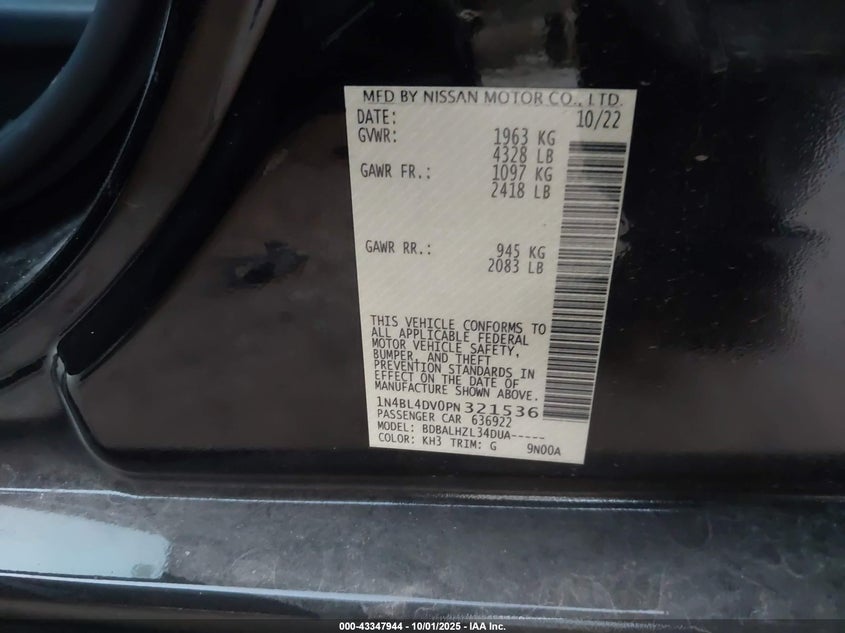 MFD BY NISSAN MOTOR CO., LTD.
DATE: 10/22
GVWR: 1963 KG
4328 LB
GAWR FR.: 1097 KG
2418 LB
GAWR RR.: 945 KG
2083 LB
THIS VEHICLE CONFORMS TO
ALL APPLICABLE FEDERAL
MOTOR VEHICLE SAFETY,
BUMPER, AND THEFT
PREVENTION STANDARDS IN
EFFECT ON THE DATE OF
MANUFACTURE SHOWN ABOVE.
1N4BL4DV0PN321536
PASSENGER CAR 636922
MODEL: BDBALHZL34DUA-----
COLOR: KH3 TRIM: G 9N00A
000-43347944 - 10/01/2025 - IAA Inc.